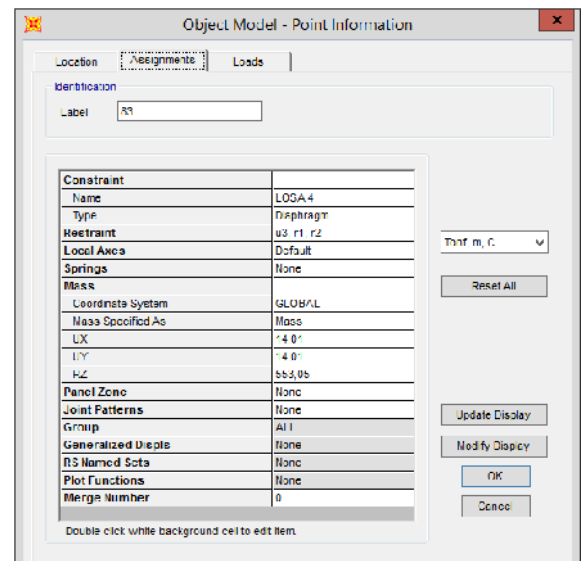 Object Model - Point Information
Location Assignments Loads
Identification
Label 83
Constraint
Name LOSA 4
Type Diaphragm
Restraint u3, r1, r2
Local Axes Default
Springs None
Mass
Coordinate System GLOBAL
Mass Specified As Mass
UX 14,01
UY 14,01
RZ 553,05
Panel Zone None
Joint Patterns None
Group ALL
Generalized Displs None
RS Named Sets None
Plot Functions None
Merge Number 0
Double click white background cell to edit item.
Tonf, m, C
Reset All
Update Display
Modify Display
OK
Cancel